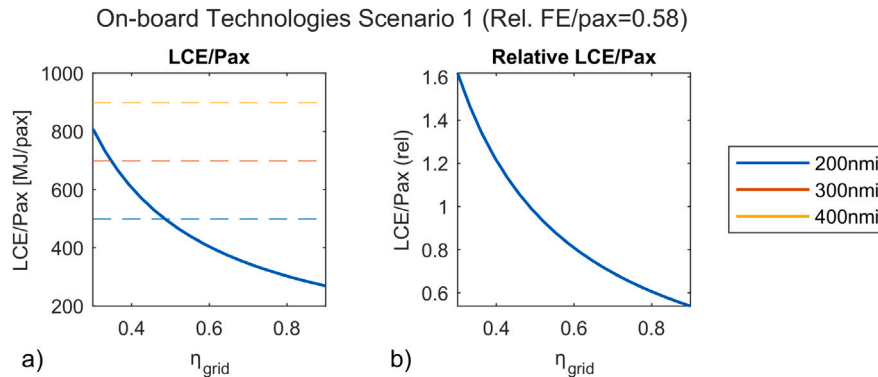 On-board Technologies Scenario 1 (Rel. FE/pax=0.58)
LCE/Pax
LCE/Pax [MJ/pax]
1000
800
600
400
200
0.4 0.6 0.8
a)
η_grid
Relative LCE/Pax
LCE/Pax (rel)
1.6
1.4
1.2
1
0.8
0.6
0.4 0.6 0.8
b)
η_grid
200nmi
300nmi
400nmi